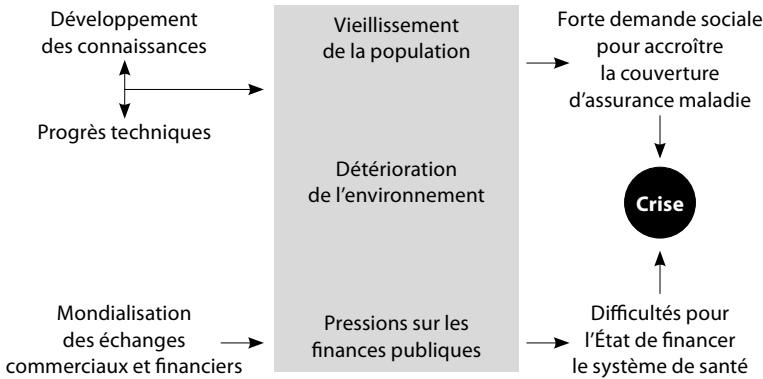 Développement
des connaissances
Progrès techniques
Vieillissement
de la population
Forte demande sociale
pour accroître
la couverture
d'assurance maladie
Détérioration
de l'environnement
Crise
Mondialisation
des échanges
commerciaux et financiers
Pressions sur les
finances publiques
Difficultés pour
l'État de financer
le système de santé